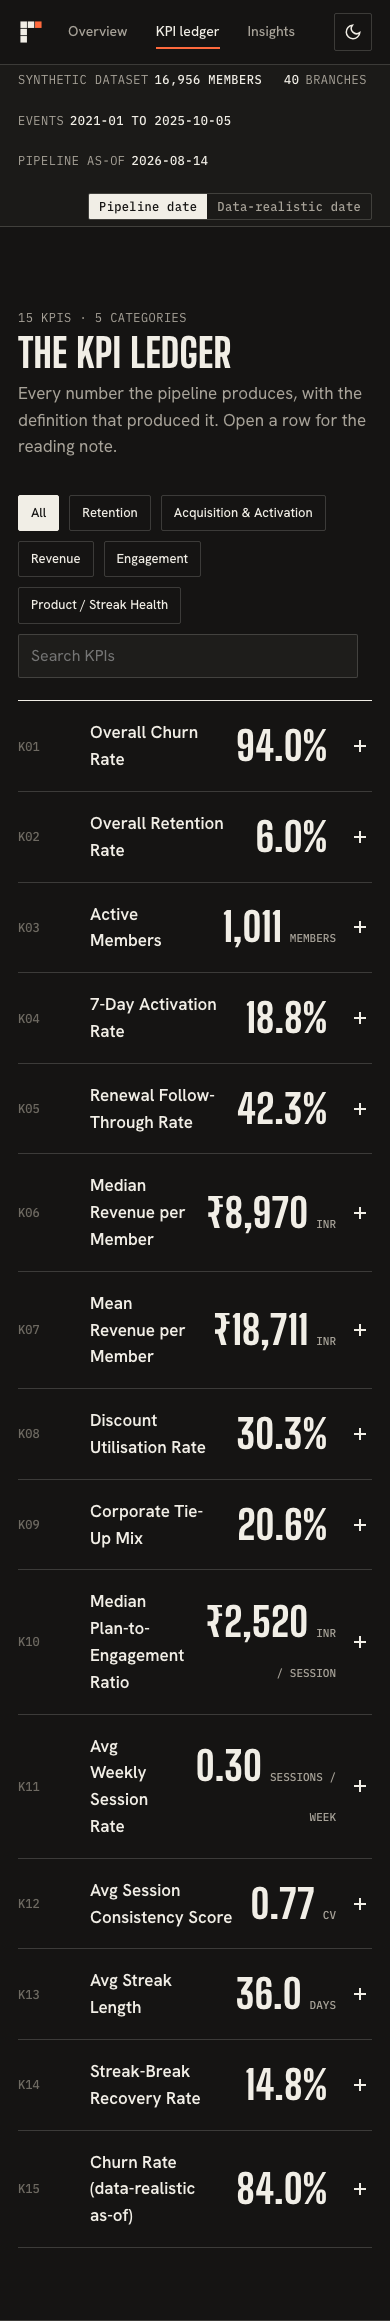 Overview KPI ledger Insights
SYNTHETIC DATASET 16,956 MEMBERS 40 BRANCHES
EVENTS 2021-01 TO 2025-10-05
PIPELINE AS-OF 2026-08-14
Pipeline date Data-realistic date
15 KPIS · 5 CATEGORIES
THE KPI LEDGER
Every number the pipeline produces, with the
definition that produced it. Open a row for the
reading note.
All Retention Acquisition & Activation
Revenue Engagement
Product / Streak Health
Search KPIs
K01 Overall Churn
Rate 94.0% +
K02 Overall Retention
Rate 6.0% +
K03 Active
Members 1,011 MEMBERS +
K04 7-Day Activation
Rate 18.8% +
K05 Renewal Follow-
Through Rate 42.3% +
K06 Median
Revenue per
Member ₹8,970 INR +
K07 Mean
Revenue per
Member ₹18,711 INR +
K08 Discount
Utilisation Rate 30.3% +
K09 Corporate Tie-
Up Mix 20.6% +
K10 Median
Plan-to-
Engagement
Ratio ₹2,520 INR
/ SESSION +
K11 Avg
Weekly
Session
Rate 0.30 SESSIONS /
WEEK +
K12 Avg Session
Consistency Score 0.77 CV +
K13 Avg Streak
Length 36.0 DAYS +
K14 Streak-Break
Recovery Rate 14.8% +
K15 Churn Rate
(data-realistic
as-of) 84.0% +